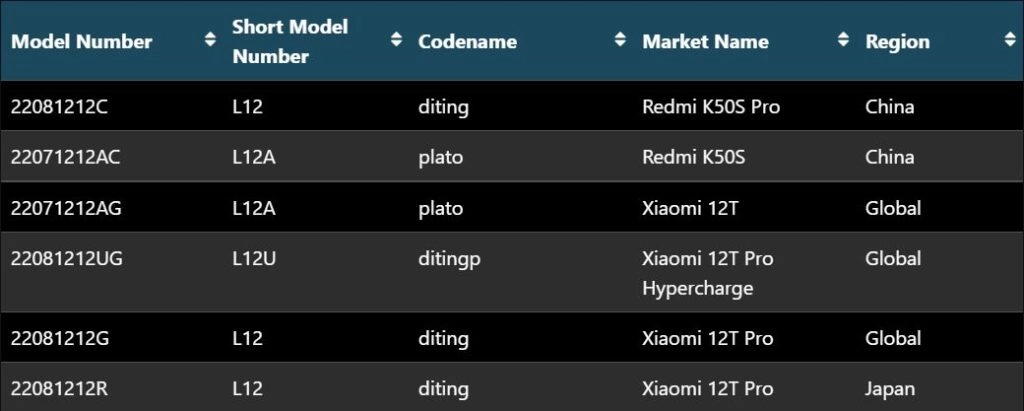 Model Number Short Model Number Codename Market Name Region
22081212C L12 diting Redmi K50S Pro China
22071212AC L12A plato Redmi K50S China
22071212AG L12A plato Xiaomi 12T Global
22081212UG L12U ditingp Xiaomi 12T Pro Hypercharge Global
22081212G L12 diting Xiaomi 12T Pro Global
22081212R L12 diting Xiaomi 12T Pro Japan